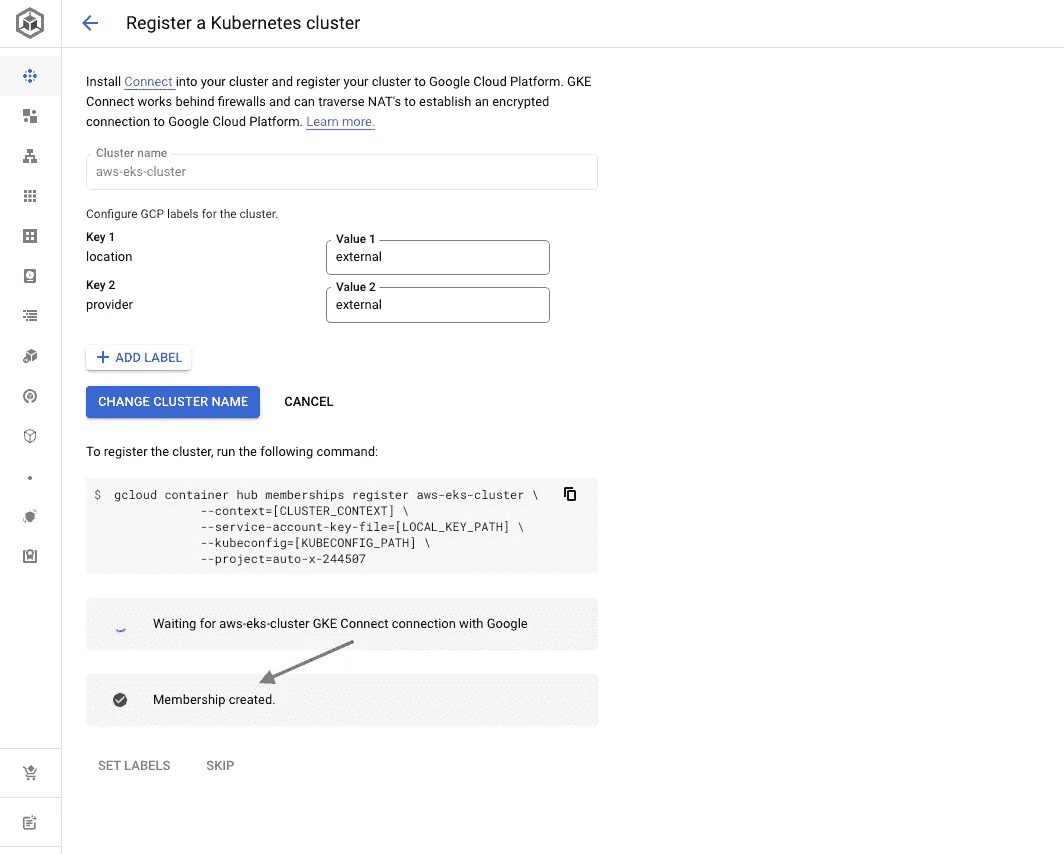 Register a Kubernetes cluster
Install Connect into your cluster and register your cluster to Google Cloud Platform. GKE
Connect works behind firewalls and can traverse NAT's to establish an encrypted
connection to Google Cloud Platform. Learn more.
Cluster name
aws-eks-cluster
Configure GCP labels for the cluster.
Key 1
location
Value 1
external
Key 2
provider
Value 2
external
ADD LABEL
CHANGE CLUSTER NAME
CANCEL
To register the cluster, run the following command:
$ gcloud container hub memberships register aws-eks-cluster \
--context=[CLUSTER_CONTEXT] \
--service-account-key-file=[LOCAL_KEY_PATH] \
--kubeconfig=[KUBECONFIG_PATH] \
--project=auto-x-244507
Waiting for aws-eks-cluster GKE Connect connection with Google
Membership created.
SET LABELS
SKIP